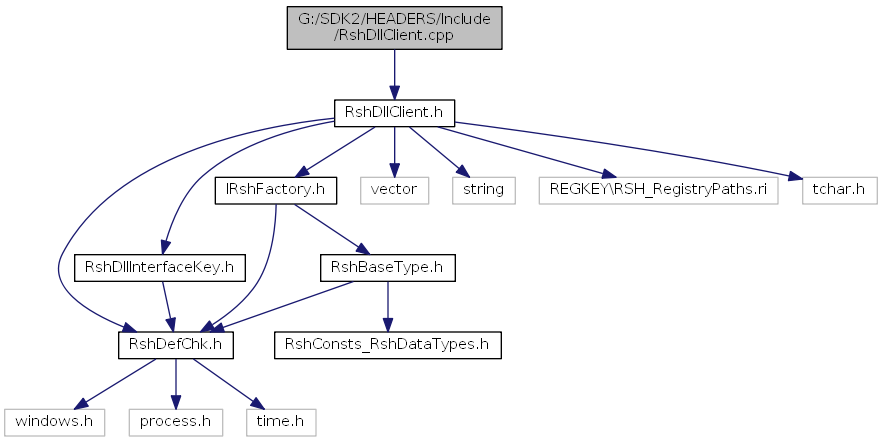 G:/SDK2/HEADERS/Include
/RshDllClient.cpp
RshDllClient.h
IRshFactory.h
vector
string
REGKEY\RSH_RegistryPaths.ri
tchar.h
RshDllInterfaceKey.h
RshBaseType.h
RshDefChk.h
RshConsts_RshDataTypes.h
windows.h
process.h
time.h